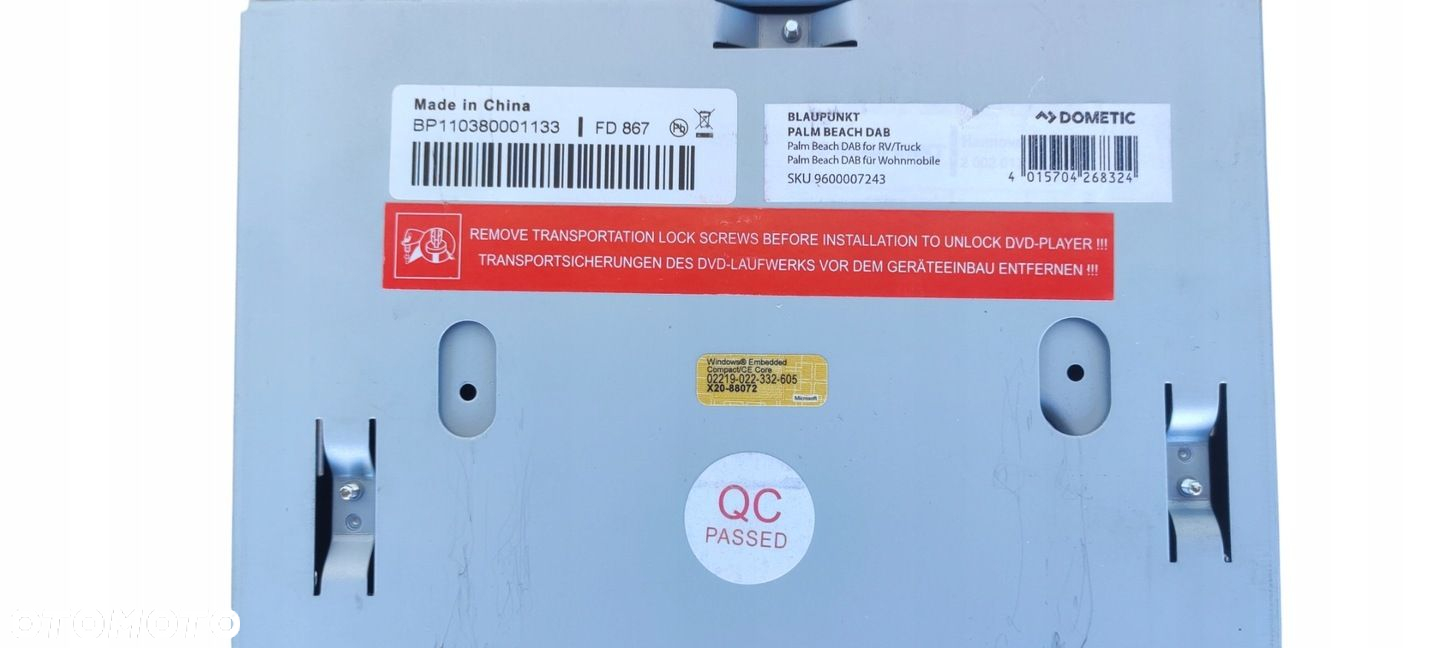 Made in China
BP110380001133 | FD 867
Pb
BLAUPUNKT
PALM BEACH DAB
Palm Beach DAB for RV/Truck
Palm Beach DAB für Wohnmobile
SKU 9600007243
DOMETIC
4 015704 268324
REMOVE TRANSPORTATION LOCK SCREWS BEFORE INSTALLATION TO UNLOCK DVD-PLAYER !!!
TRANSPORTSICHERUNGEN DES DVD-LAUFWERKS VOR DEM GERÄTEEINBAU ENTFERNEN !!!
Windows® Embedded
Compact/CE Core
02219-022-332-605
X20-88072
Microsoft
QC
PASSED
OTOMOTO